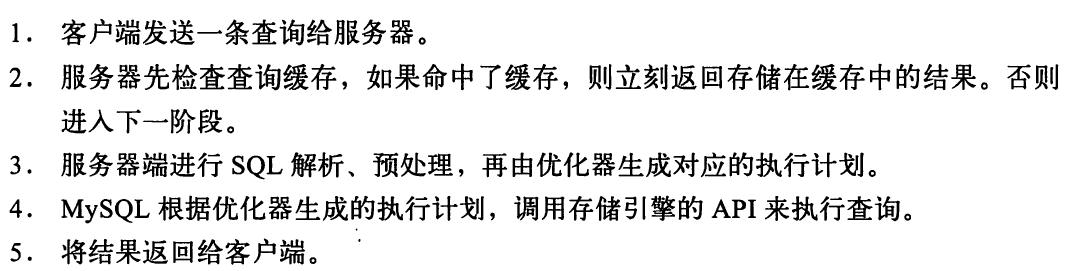 1. 客户端发送一条查询给服务器。
2. 服务器先检查查询缓存，如果命中了缓存，则立刻返回存储在缓存中的结果。否则
进入下一阶段。
3. 服务器端进行 SQL 解析、预处理，再由优化器生成对应的执行计划。
4. MySQL 根据优化器生成的执行计划，调用存储引擎的 API 来执行查询。
5. 将结果返回给客户端。